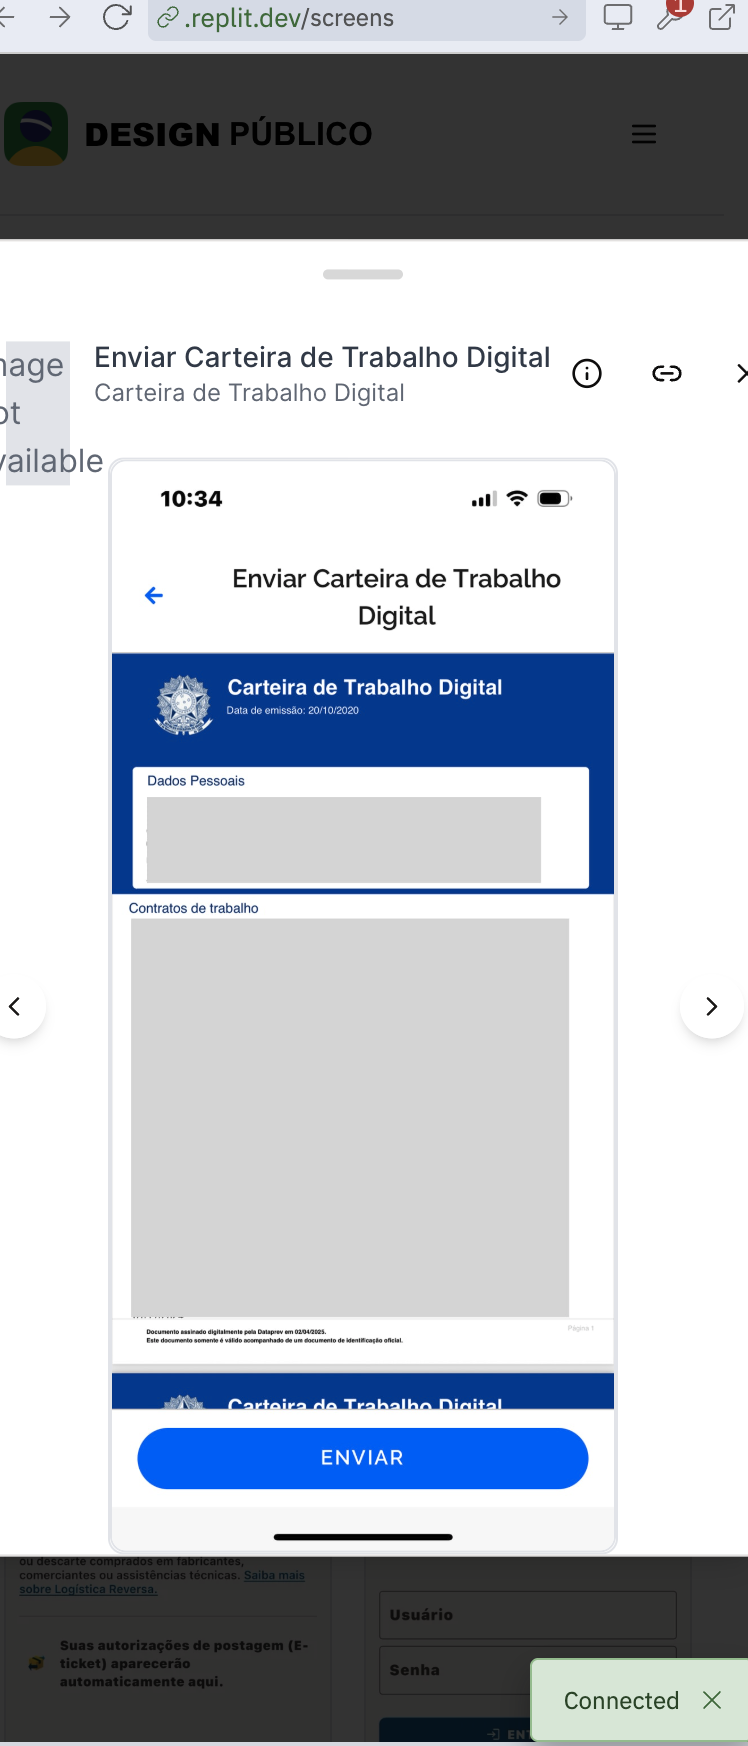 .replit.dev/screens
1
DESIGN PÚBLICO
Enviar Carteira de Trabalho Digital
Carteira de Trabalho Digital
10:34
Enviar Carteira de Trabalho
Digital
Carteira de Trabalho Digital
Data de emissão: 20/10/2020
Dados Pessoais
Contratos de trabalho
Documento assinado digitalmente pela Dataprev em 02/04/2025.
Este documento somente é válido acompanhado de um documento de identificação oficial.
Página 1
Carteira de Trabalho Digital
ENVIAR
ou descarte comprados em fabricantes,
comerciantes ou assistências técnicas. Saiba mais
sobre Logística Reversa.
Suas autorizações de postagem (E-
ticket) aparecerão
automaticamente aqui.
Usuário
Senha
Connected